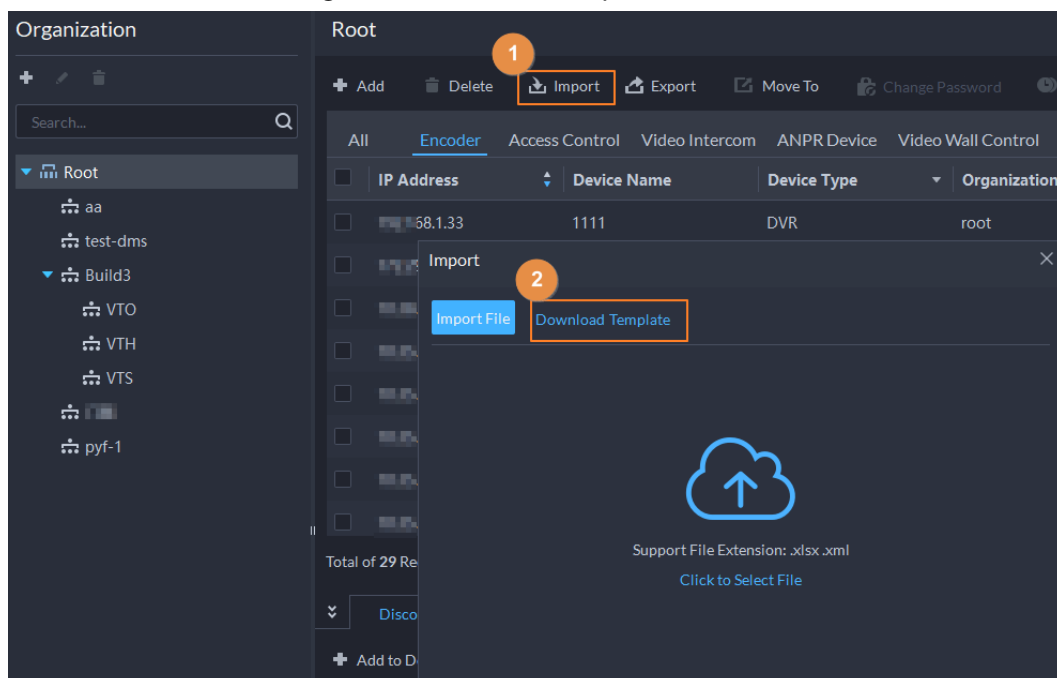 Organization
Root
1
Add Delete Import Export Move To Change Password
Search...
All Encoder Access Control Video Intercom ANPR Device Video Wall Control
Root
IP Address Device Name Device Type Organization
aa
68.1.33 1111 DVR root
test-dms
Import
Build3
2
VTO
Import File Download Template
VTH
VTS
pyf-1
Support File Extension: .xlsx .xml
Total of 29 Re
Click to Select File
Disco
Add to D